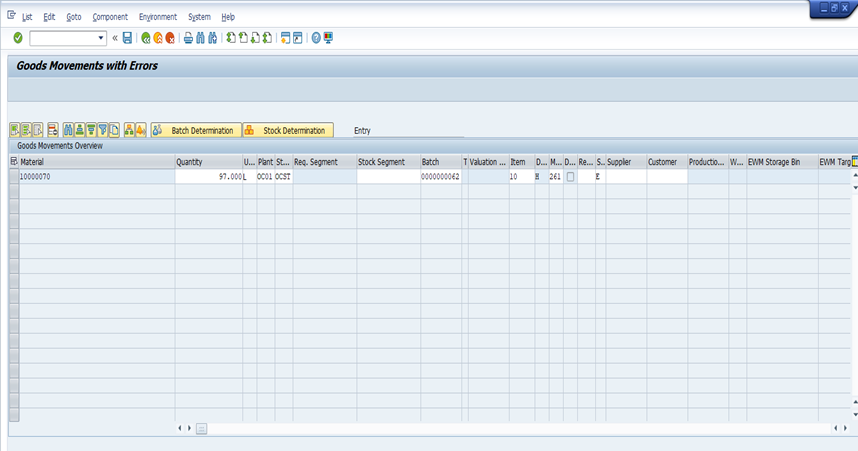 List Edit Goto Component Environment System Help
Goods Movements with Errors
Batch Determination Stock Determination Entry
Goods Movements Overview
Material Quantity U... Plant St... Req. Segment Stock Segment Batch T Valuation ... Item D... M... D... Re... S.. Supplier Customer Productio... W... EWM Storage Bin EWM Targ
10000070 97.000 L OC01 OCST 0000000062 10 H 261 E